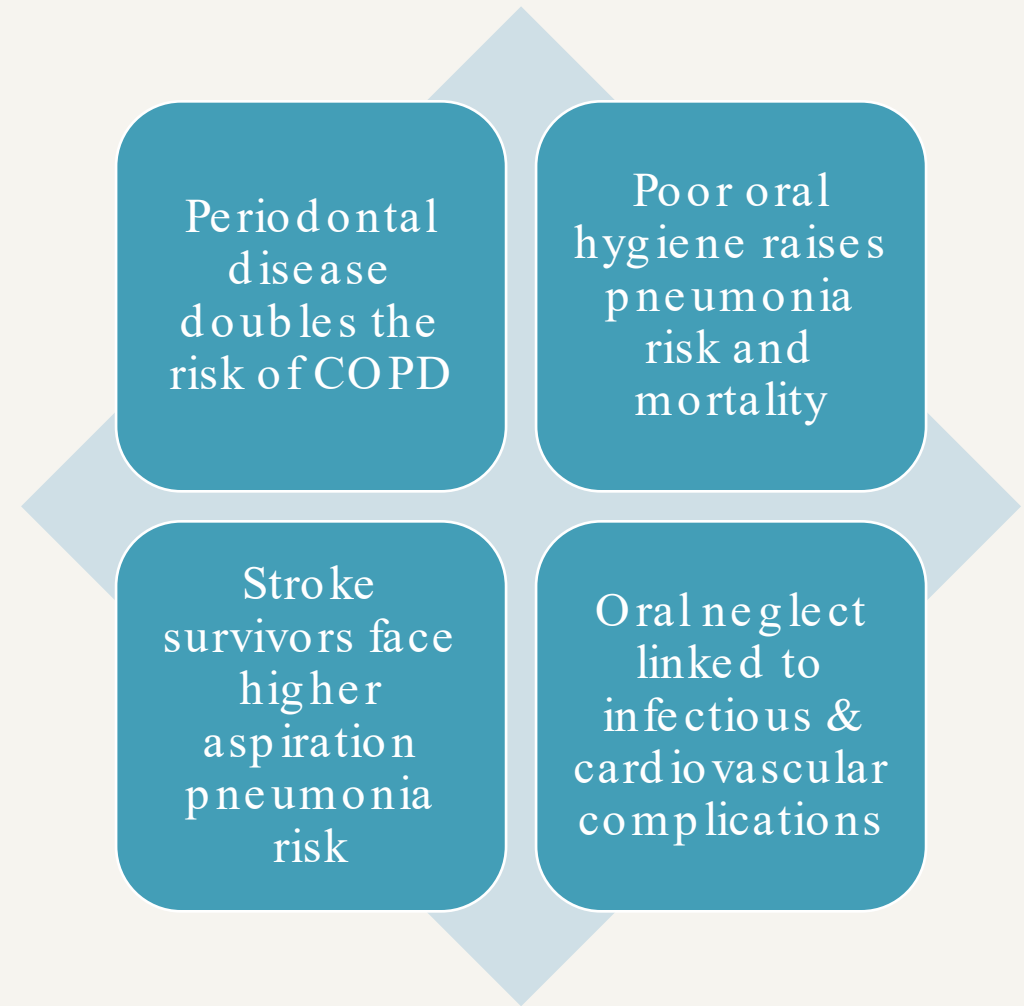 Periodontal
disease
doubles the
risk of COPD
Poor oral
hygiene raises
pneumonia
risk and
mortality
Stroke
survivors face
higher
aspiration
pneumonia
risk
Oral neglect
linked to
infectious &
cardiovascular
complications